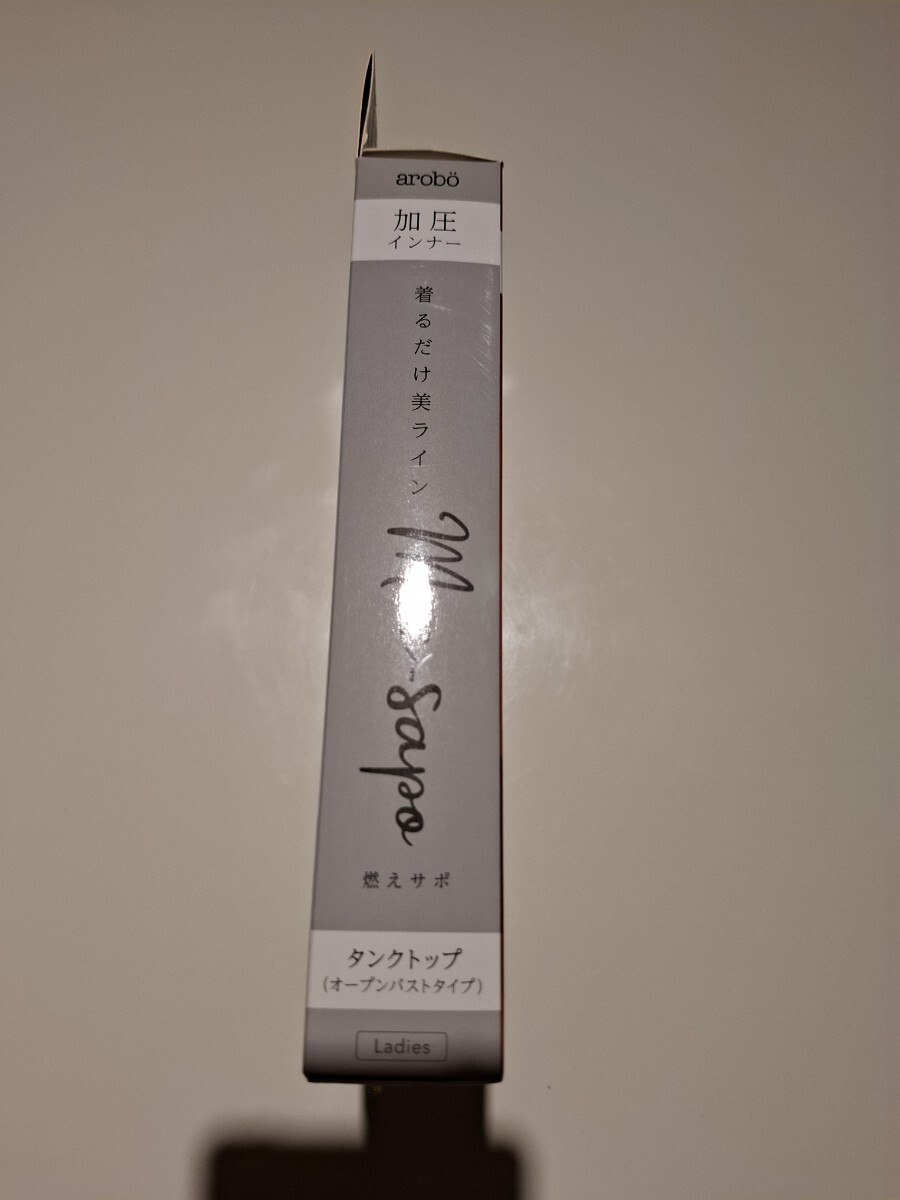 arobö
加圧
インナー
着るだけ美ライン
sapo
燃えサポ
タンクトップ
(オープンバストタイプ)
Ladies